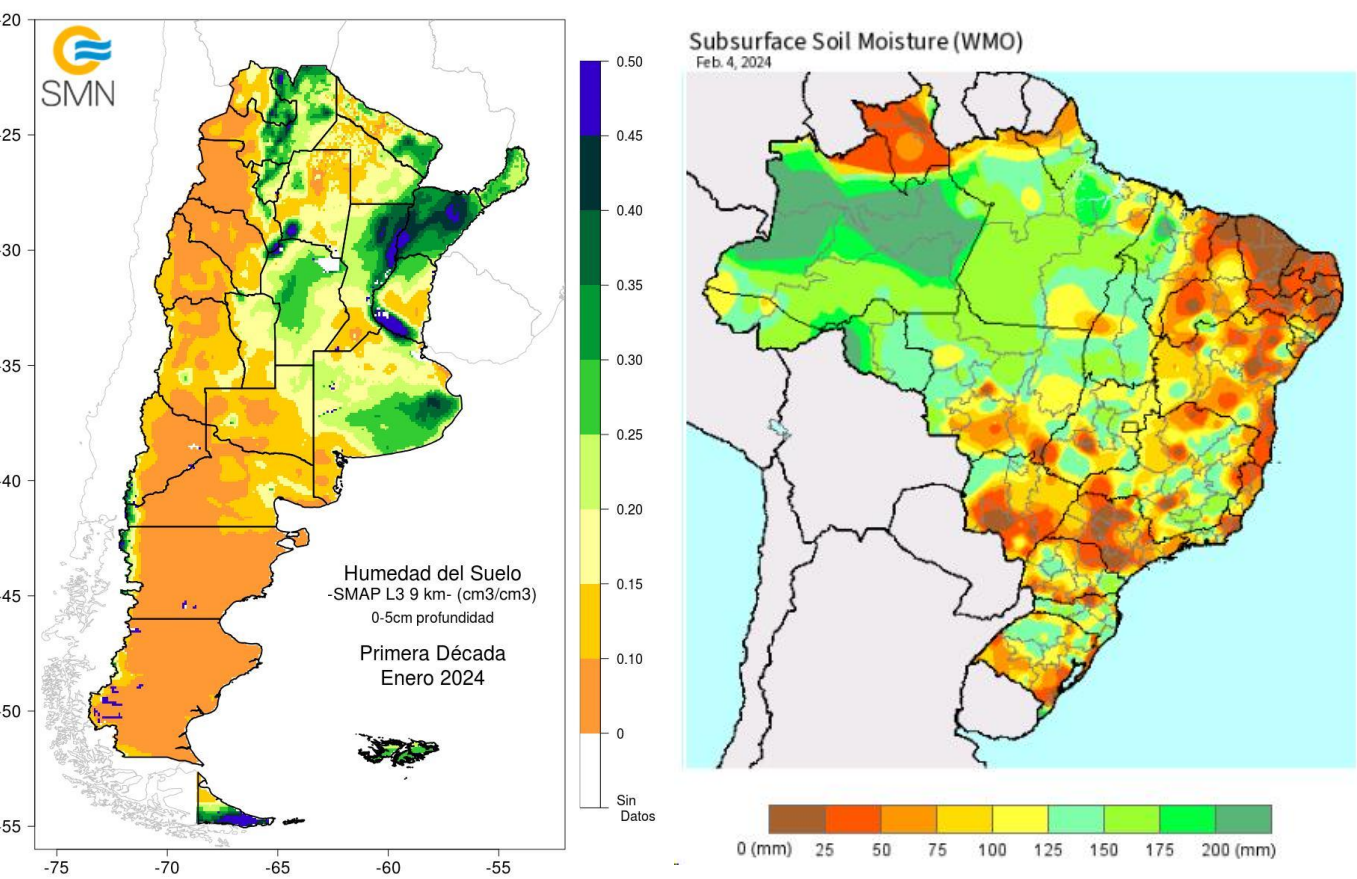 SMN
-20
-25
-30
-35
-40
-45
-50
-55
-75
-70
-65
-60
-55
Humedad del Suelo
-SMAP L3 9 km- (cm3/cm3)
0-5cm profundidad
Primera Década
Enero 2024
0.50
0.45
0.40
0.35
0.30
0.25
0.20
0.15
0.10
0
Sin
Datos
Subsurface Soil Moisture (WMO)
Feb. 4, 2024
0 (mm) 25 50 75 100 125 150 175 200 (mm)